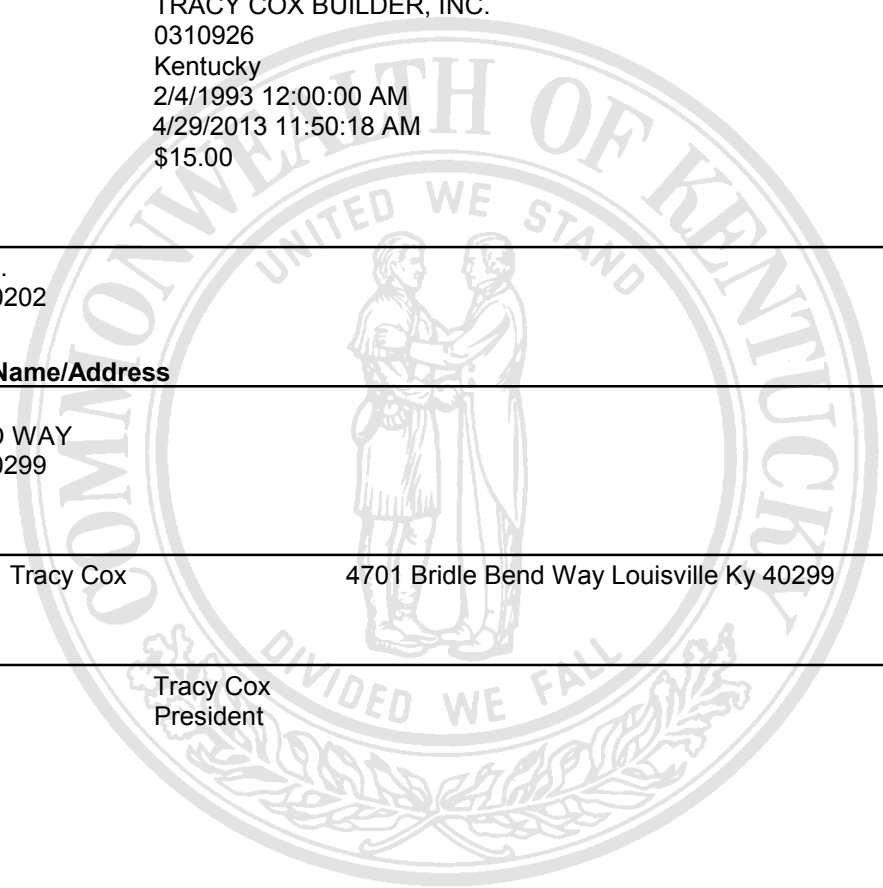 TRACY COX BUILDER, INC.
0310926
Kentucky
2/4/1993 12:00:00 AM
4/29/2013 11:50:18 AM
$15.00
.
0202
Name/Address
WAY
0299
Tracy Cox 4701 Bridle Bend Way Louisville Ky 40299
Tracy Cox
President
COMMONWEALTH OF KENTUCKY
UNITED WE STAND
DIVIDED WE FALL